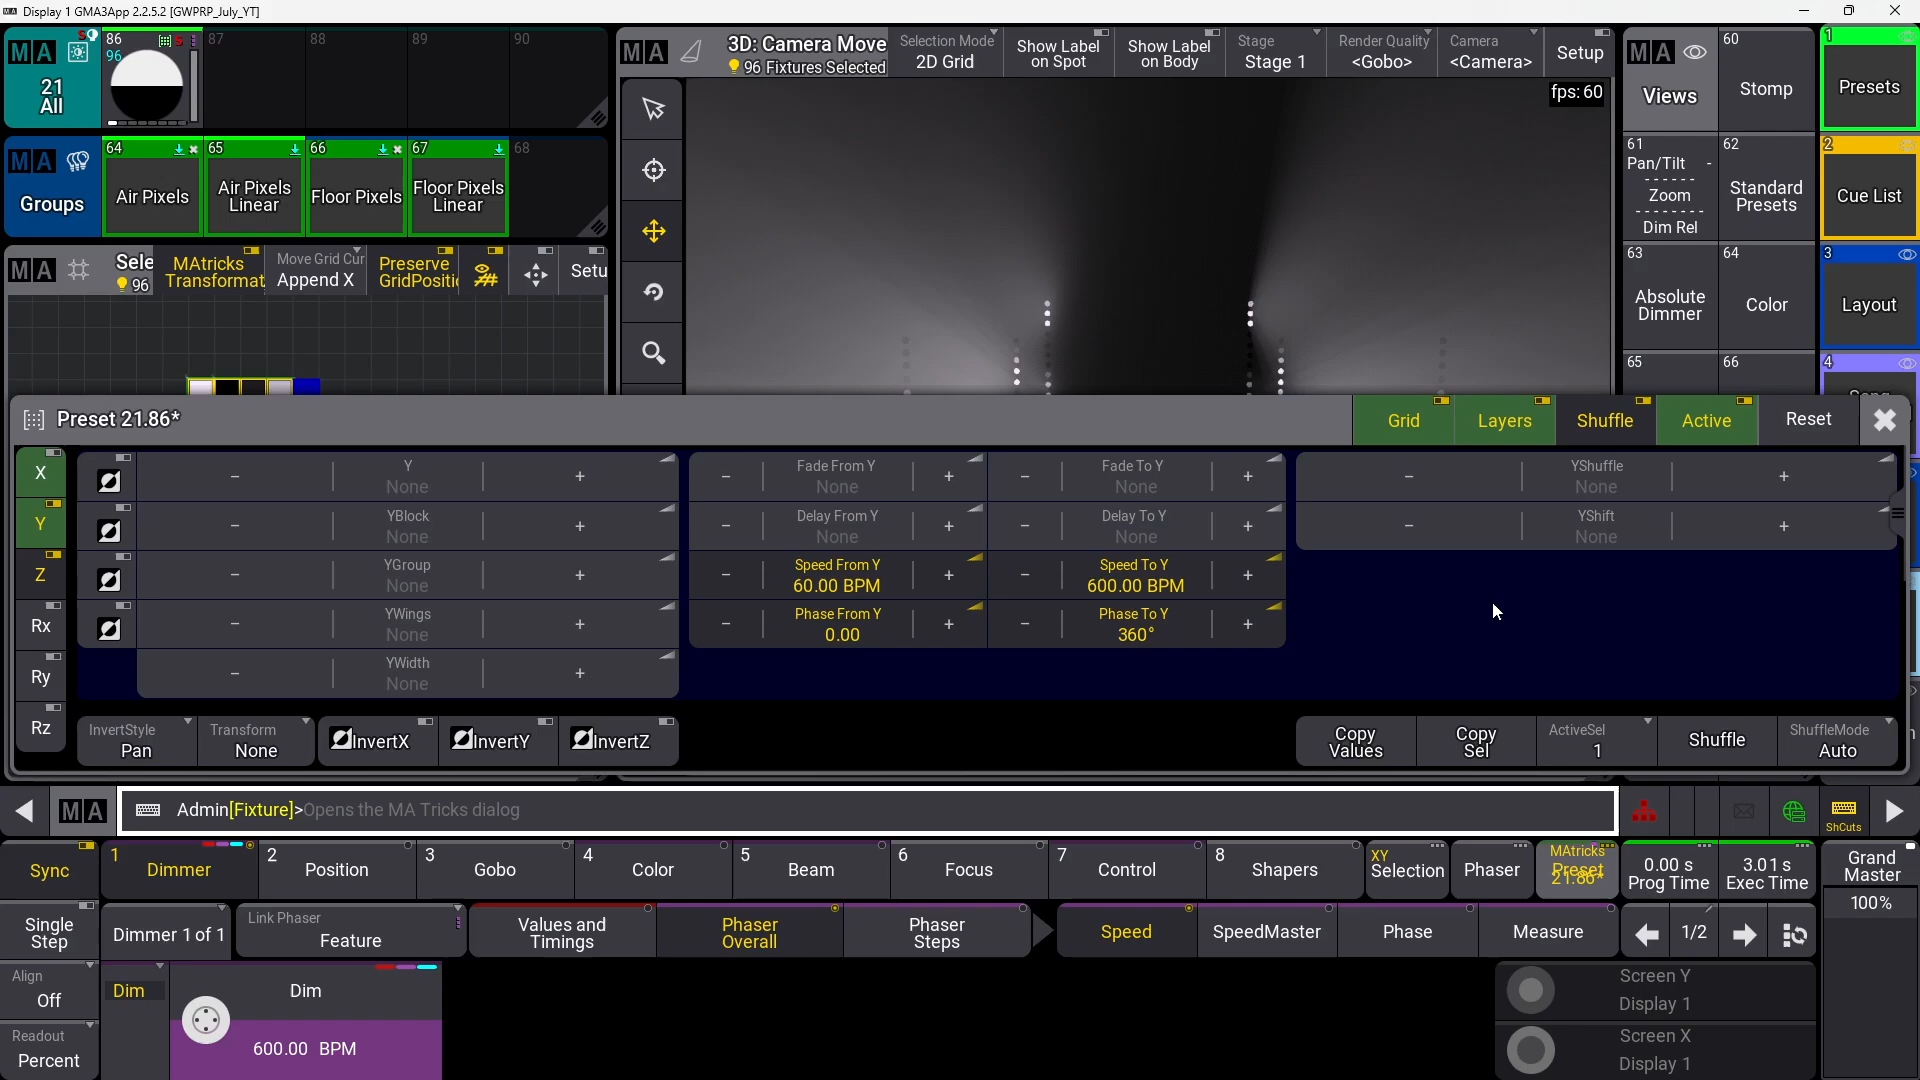 Display 1 GMA3App 2.2.5.2 [GWPRP_July_YT]
MA
21
All
86
96
S
87
88
89
90
MA
Groups
64
Air Pixels
65
Air Pixels
Linear
66
Floor Pixels
67
Floor Pixels
Linear
68
MA
Sele
96
MAtricks
Transformat
Move Grid Cur
Append X
Preserve
GridPositi
Setu
MA
3D: Camera Move
96 Fixtures Selected
Selection Mode
2D Grid
Show Label
on Spot
Show Label
on Body
Stage
Stage 1
Render Quality
<Gobo>
Camera
<Camera>
Setup
fps: 60
MA
Views
60
Stomp
61
Pan/Tilt -
Zoom
Dim Rel
62
Standard
Presets
63
Absolute
Dimmer
64
Color
65
66
1
Presets
2
Cue List
3
Layout
4
Preset 21.86*
Grid
Layers
Shuffle
Active
Reset
X
Y
Z
Rx
Ry
Rz
- Y None +
- YBlock None +
- YGroup None +
- YWings None +
- YWidth None +
- Fade From Y None +
- Fade To Y None +
- Delay From Y None +
- Delay To Y None +
- Speed From Y 60.00 BPM +
- Speed To Y 600.00 BPM +
- Phase From Y 0.00 +
- Phase To Y 360° +
- YShuffle None +
- YShift None +
InvertStyle
Pan
Transform
None
InvertX
InvertY
InvertZ
Copy
Values
Copy
Sel
ActiveSel
1
Shuffle
ShuffleMode
Auto
MA
Admin[Fixture]>Opens the MA Tricks dialog
ShCuts
Sync
1 Dimmer
2 Position
3 Gobo
4 Color
5 Beam
6 Focus
7 Control
8 Shapers
XY
Selection
Phaser
MAtricks
Preset
21.86*
0.00 s
Prog Time
3.01 s
Exec Time
Grand
Master
100%
Single
Step
Dimmer 1 of 1
Link Phaser
Feature
Values and
Timings
Phaser
Overall
Phaser
Steps
Speed
SpeedMaster
Phase
Measure
1/2
Align
Off
Dim
Dim
600.00 BPM
Readout
Percent
Screen Y
Display 1
Screen X
Display 1